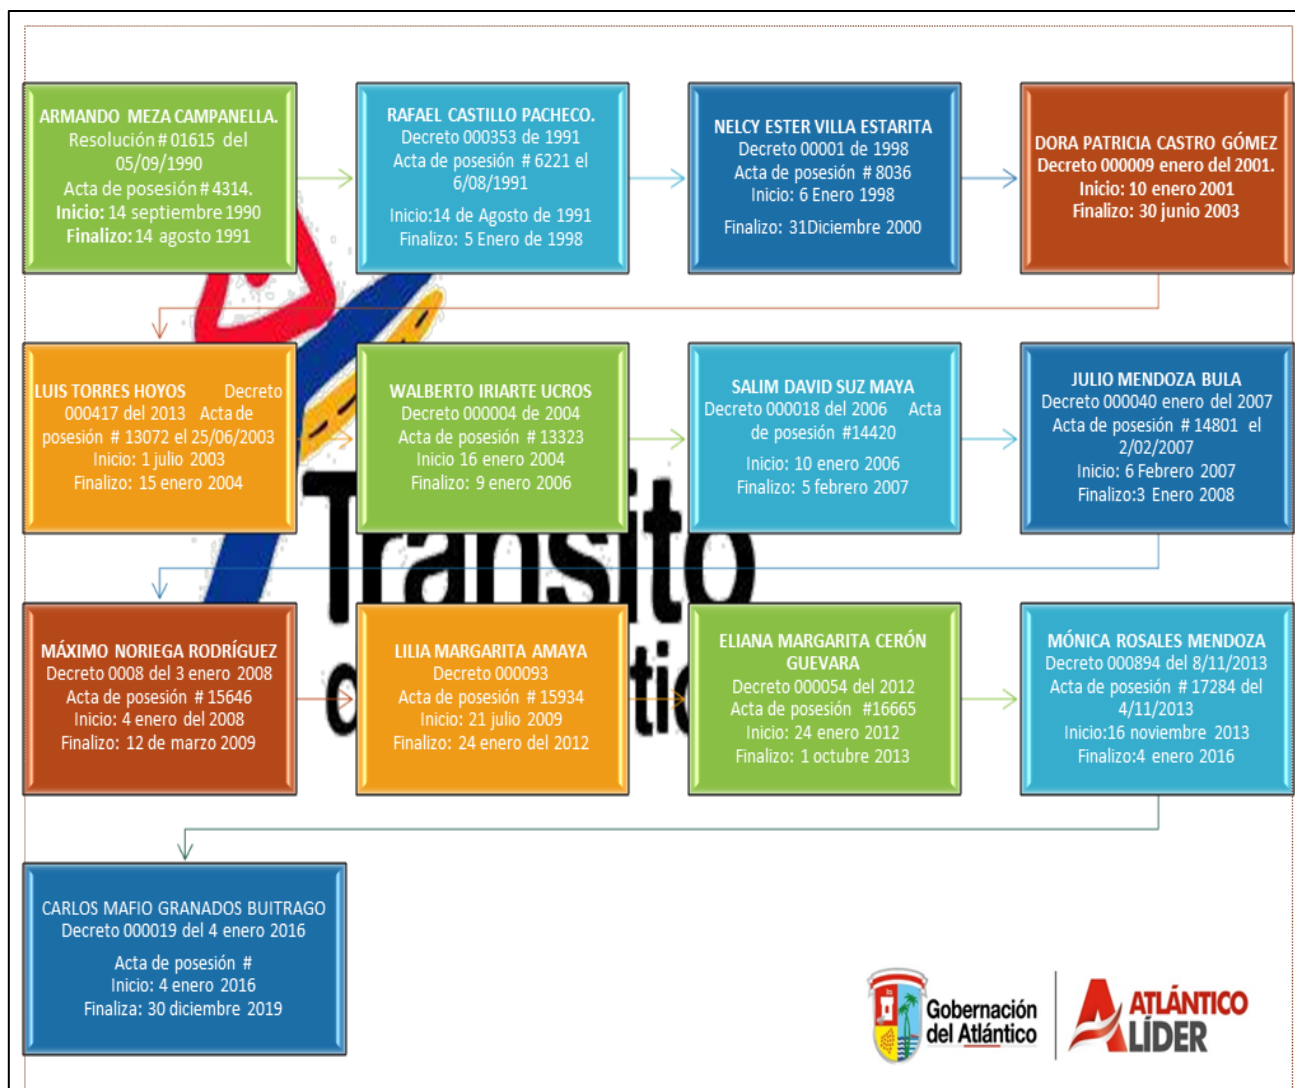 ARMANDO MEZA CAMPANELLA.
Resolución # 01615 del
05/09/1990
Acta de posesión # 4314.
Inicio: 14 septiembre 1990
Finalizo: 14 agosto 1991
RAFAEL CASTILLO PACHECO.
Decreto 000353 de 1991
Acta de posesión # 6221 el
6/08/1991
Inicio:14 de Agosto de 1991
Finalizo: 5 Enero de 1998
NELCY ESTER VILLA ESTARITA
Decreto 00001 de 1998
Acta de posesión # 8036
Inicio: 6 Enero 1998
Finalizo: 31Diciembre 2000
DORA PATRICIA CASTRO GÓMEZ
Decreto 000009 enero del 2001.
Inicio: 10 enero 2001
Finalizo: 30 junio 2003
LUIS TORRES HOYOS Decreto
000417 del 2013 Acta de
posesión # 13072 el 25/06/2003
Inicio: 1 julio 2003
Finalizo: 15 enero 2004
WALBERTO IRIARTE UCROS
Decreto 000004 de 2004
Acta de posesión # 13323
Inicio 16 enero 2004
Finalizo: 9 enero 2006
SALIM DAVID SUZ MAYA
Decreto 000018 del 2006 Acta
de posesión #14420
Inicio: 10 enero 2006
Finalizo: 5 febrero 2007
JULIO MENDOZA BULA
Decreto 000040 enero del 2007
Acta de posesión # 14801 el
2/02/2007
Inicio: 6 Febrero 2007
Finalizo:3 Enero 2008
Tránsito
MÁXIMO NORIEGA RODRÍGUEZ
Decreto 0008 del 3 enero 2008
Acta de posesión # 15646
Inicio: 4 enero del 2008
Finalizo: 12 de marzo 2009
LILIA MARGARITA AMAYA
Decreto 000093
Acta de posesión # 15934
Inicio: 21 julio 2009
Finalizo: 24 enero del 2012
ELIANA MARGARITA CERÓN
GUEVARA
Decreto 000054 del 2012
Acta de posesión #16665
Inicio: 24 enero 2012
Finalizo: 1 octubre 2013
MÓNICA ROSALES MENDOZA
Decreto 000894 del 8/11/2013
Acta de posesión # 17284 del
4/11/2013
Inicio:16 noviembre 2013
Finalizo:4 enero 2016
CARLOS MAFIO GRANADOS BUITRAGO
Decreto 000019 del 4 enero 2016
Acta de posesión #
Inicio: 4 enero 2016
Finaliza: 30 diciembre 2019
Gobernación
del Atlántico
ATLÁNTICO
LÍDER